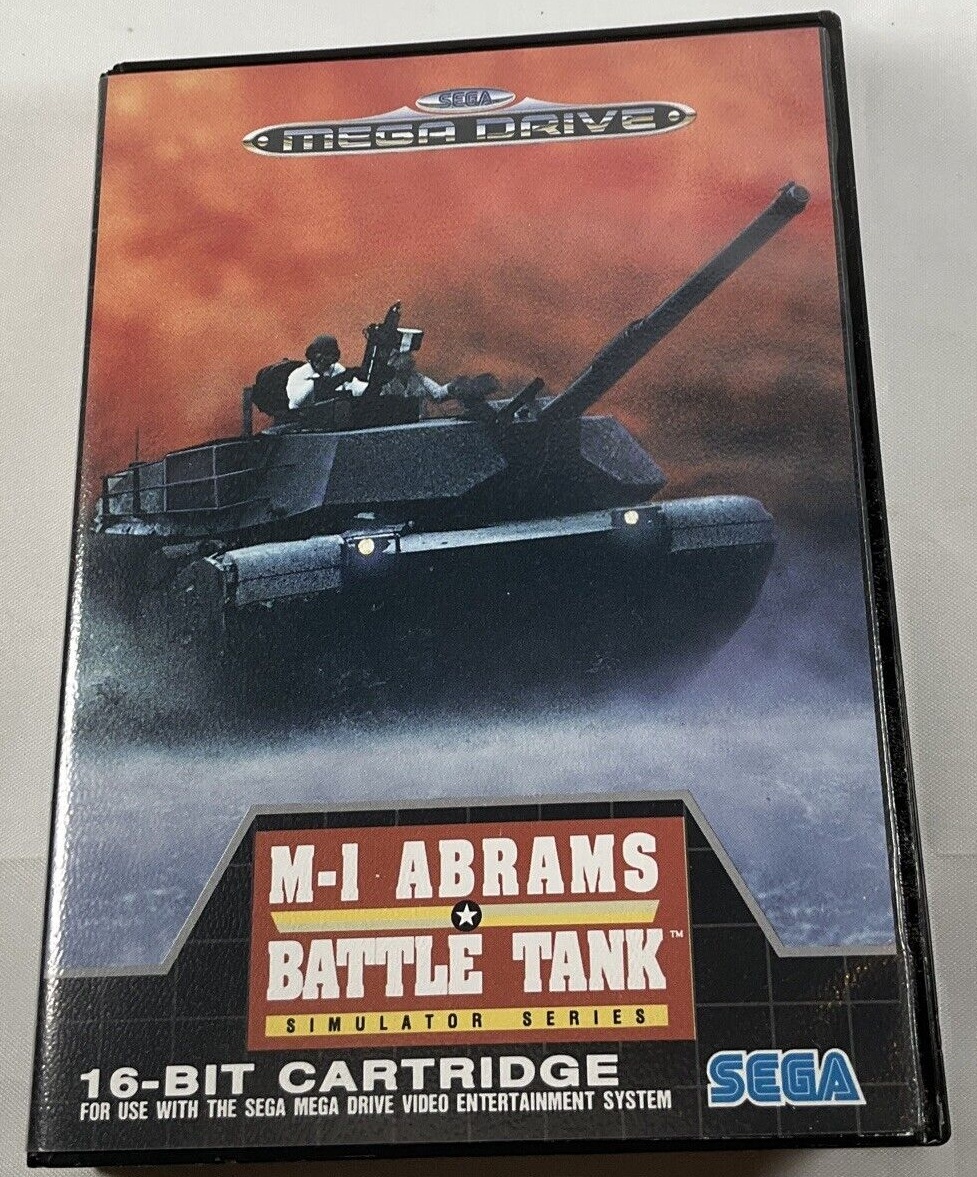 SEGA
MEGA DRIVE
M-1 ABRAMS
BATTLE TANK™
SIMULATOR SERIES
16-BIT CARTRIDGE
FOR USE WITH THE SEGA MEGA DRIVE VIDEO ENTERTAINMENT SYSTEM
SEGA